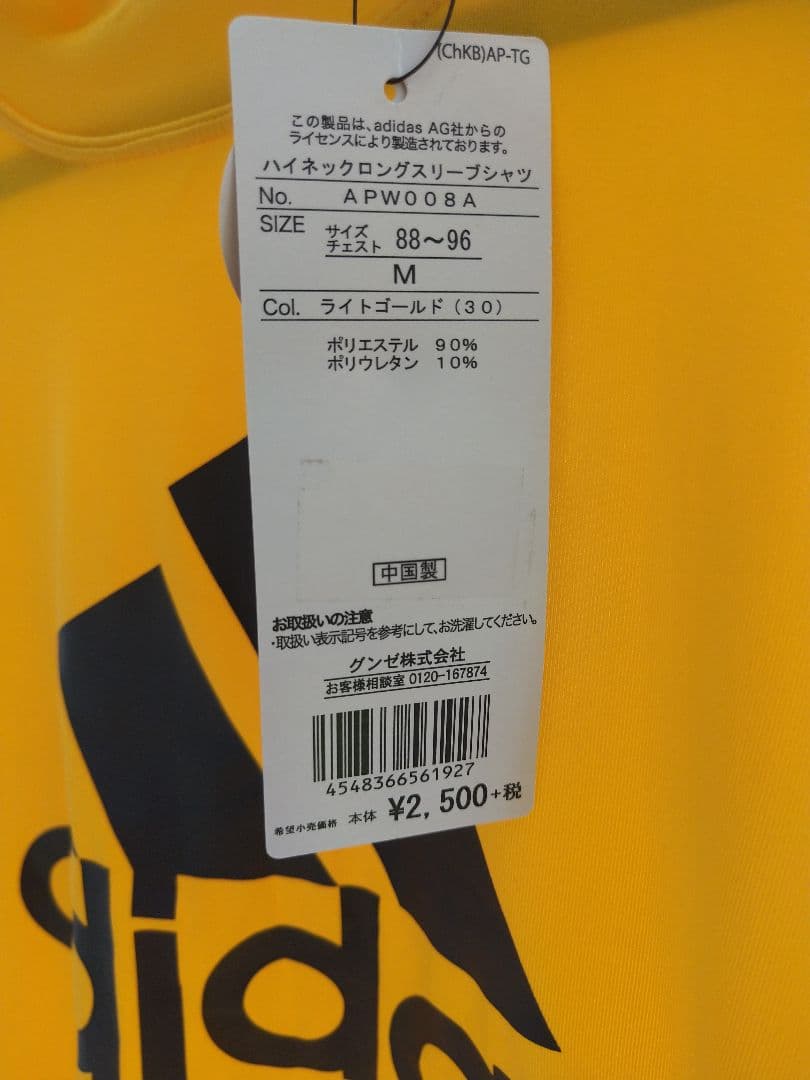 (ChKB)AP-TG
この製品は、adidas AG社からの
ライセンスにより製造されております。
ハイネックロングスリーブシャツ
No. APW008A
SIZE サイズ
チェスト 88～96
M
Col. ライトゴールド（30）
ポリエステル 90%
ポリウレタン 10%
中国製
お取扱いの注意
・取扱い表示記号を参考にして、お洗濯してください。
グンゼ株式会社
お客様相談室 0120-167874
4548366561927
希望小売価格 本体 ¥2,500+税
adida